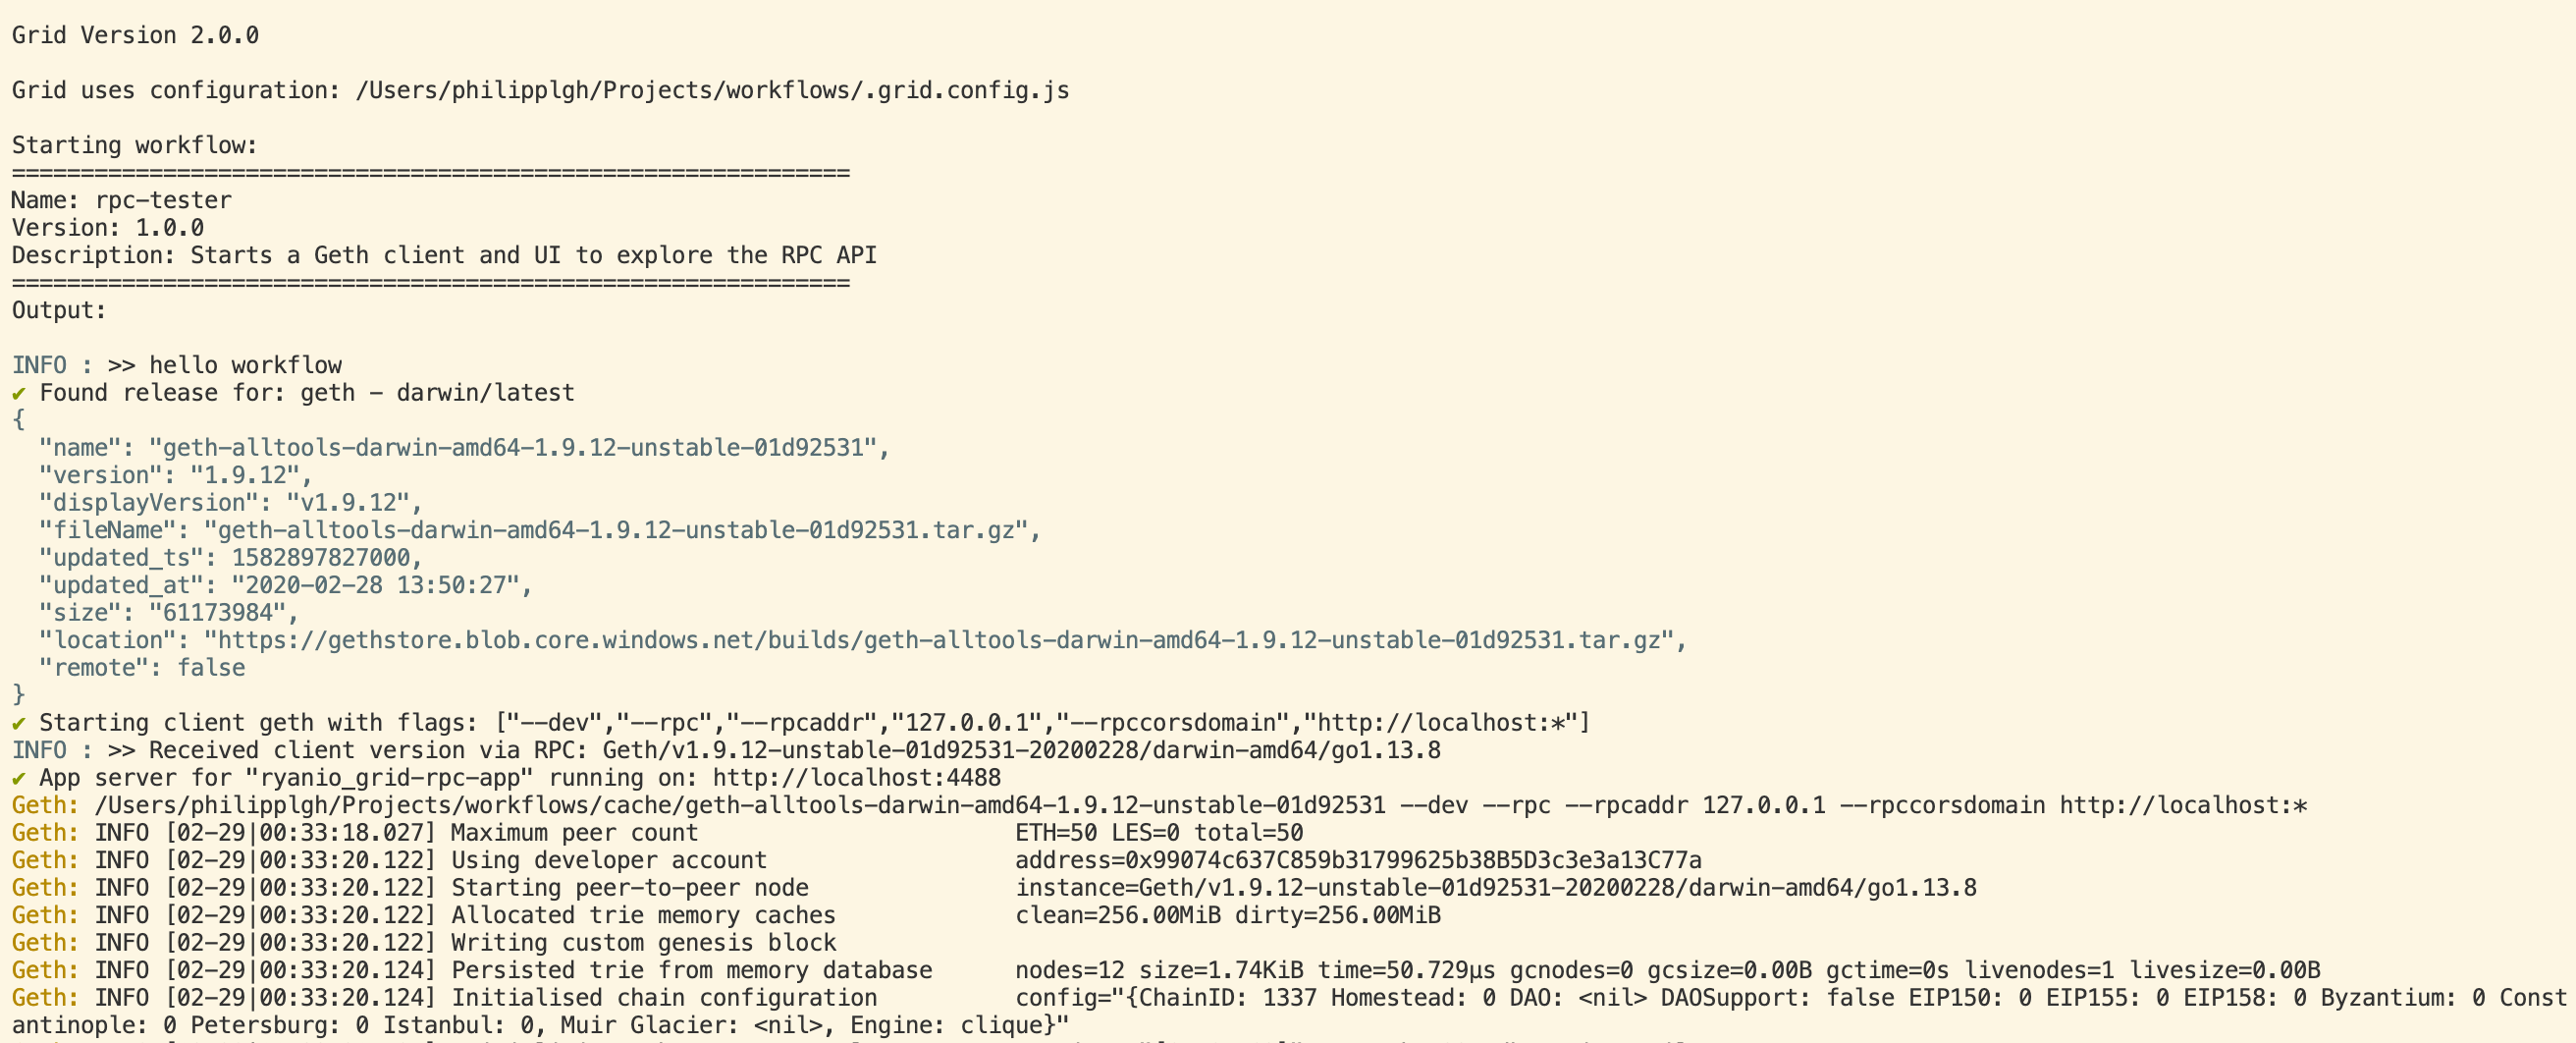 Grid Version 2.0.0
Grid uses configuration: /Users/philipplgh/Projects/workflows/.grid.config.js
Starting workflow:
=============================================================
Name: rpc-tester
Version: 1.0.0
Description: Starts a Geth client and UI to explore the RPC API
=============================================================
Output:
INFO : >> hello workflow
✔ Found release for: geth - darwin/latest
{
  "name": "geth-alltools-darwin-amd64-1.9.12-unstable-01d92531",
  "version": "1.9.12",
  "displayVersion": "v1.9.12",
  "fileName": "geth-alltools-darwin-amd64-1.9.12-unstable-01d92531.tar.gz",
  "updated_ts": 1582897827000,
  "updated_at": "2020-02-28 13:50:27",
  "size": "61173984",
  "location": "https://gethstore.blob.core.windows.net/builds/geth-alltools-darwin-amd64-1.9.12-unstable-01d92531.tar.gz",
  "remote": false
}
✔ Starting client geth with flags: ["--dev","--rpc","--rpcaddr","127.0.0.1","--rpccorsdomain","http://localhost:*"]
INFO : >> Received client version via RPC: Geth/v1.9.12-unstable-01d92531-20200228/darwin-amd64/go1.13.8
✔ App server for "ryanio_grid-rpc-app" running on: http://localhost:4488
Geth: /Users/philipplgh/Projects/workflows/cache/geth-alltools-darwin-amd64-1.9.12-unstable-01d92531 --dev --rpc --rpcaddr 127.0.0.1 --rpccorsdomain http://localhost:*
Geth: INFO [02-29|00:33:18.027] Maximum peer count                       ETH=50 LES=0 total=50
Geth: INFO [02-29|00:33:20.122] Using developer account                  address=0x99074c637C859b31799625b38B5D3c3e3a13C77a
Geth: INFO [02-29|00:33:20.122] Starting peer-to-peer node               instance=Geth/v1.9.12-unstable-01d92531-20200228/darwin-amd64/go1.13.8
Geth: INFO [02-29|00:33:20.122] Allocated trie memory caches             clean=256.00MiB dirty=256.00MiB
Geth: INFO [02-29|00:33:20.122] Writing custom genesis block
Geth: INFO [02-29|00:33:20.124] Persisted trie from memory database      nodes=12 size=1.74KiB time=50.729µs gcnodes=0 gcsize=0.00B gctime=0s livenodes=1 livesize=0.00B
Geth: INFO [02-29|00:33:20.124] Initialised chain configuration          config="{ChainID: 1337 Homestead: 0 DAO: <nil> DAOSupport: false EIP150: 0 EIP155: 0 EIP158: 0 Byzantium: 0 Const
antinople: 0 Petersburg: 0 Istanbul: 0, Muir Glacier: <nil>, Engine: clique}"